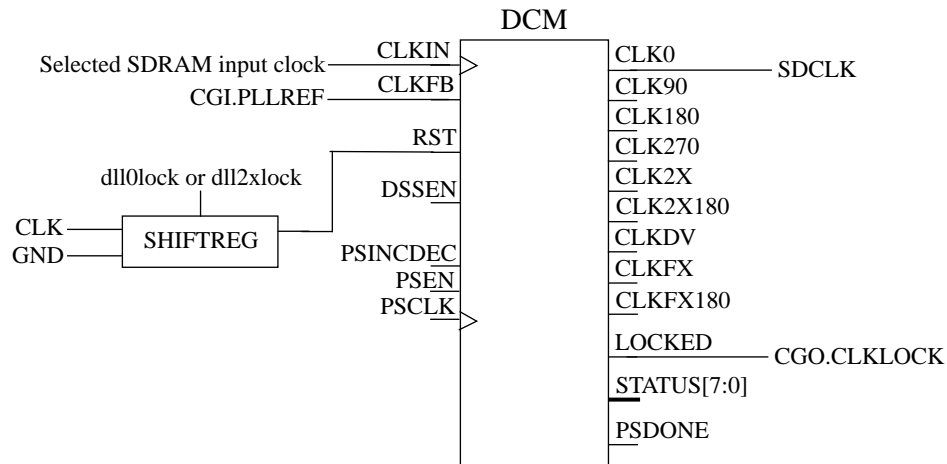 DCM
Selected SDRAM input clock
CLKIN
CGI.PLLREF
CLKFB
RST
dll0lock or dll2xlock
CLK
GND
SHIFTREG
DSSEN
PSINCDEC
PSEN
PSCLK
CLK0
SDCLK
CLK90
CLK180
CLK270
CLK2X
CLK2X180
CLKDV
CLKFX
CLKFX180
LOCKED
CGO.CLKLOCK
STATUS[7:0]
PSDONE